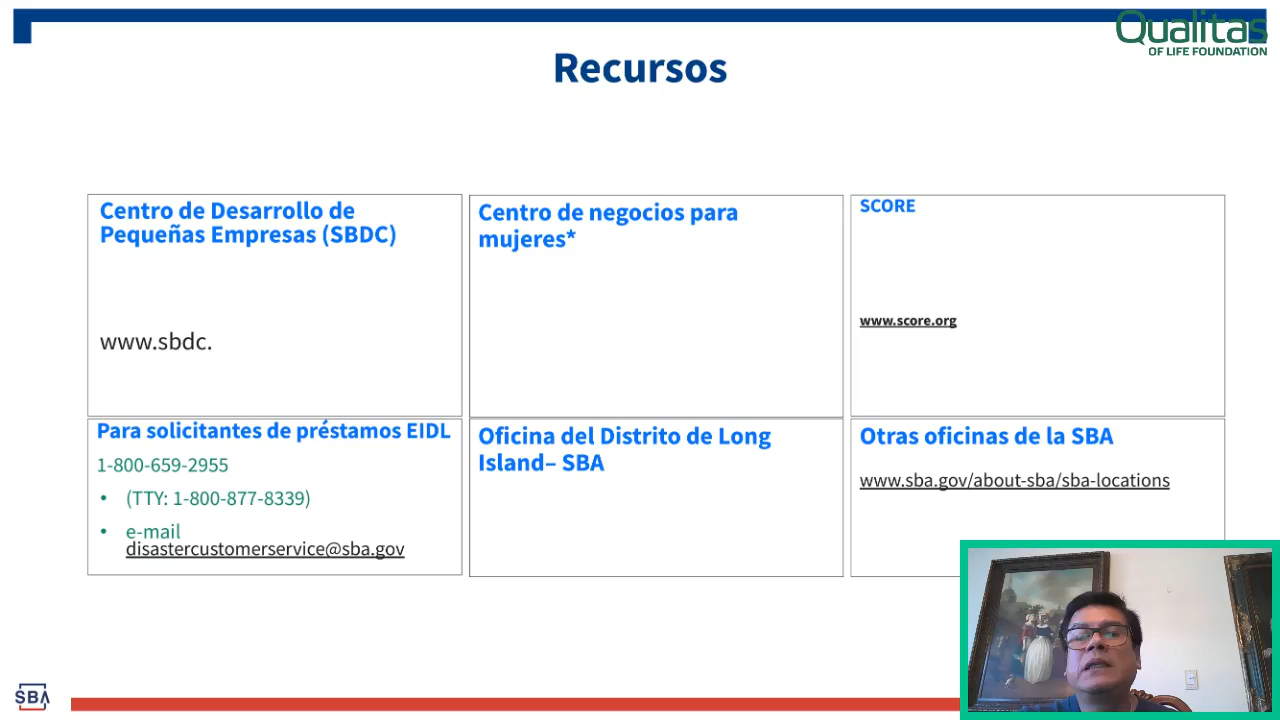 Qualitas
OF LIFE FOUNDATION
Recursos
Centro de Desarrollo de
Pequeñas Empresas (SBDC)
www.sbdc.
Centro de negocios para
mujeres*
SCORE
www.score.org
Para solicitantes de préstamos EIDL
1-800-659-2955
• (TTY: 1-800-877-8339)
• e-mail
disastercustomerservice@sba.gov
Oficina del Distrito de Long
Island– SBA
Otras oficinas de la SBA
www.sba.gov/about-sba/sba-locations
SBA